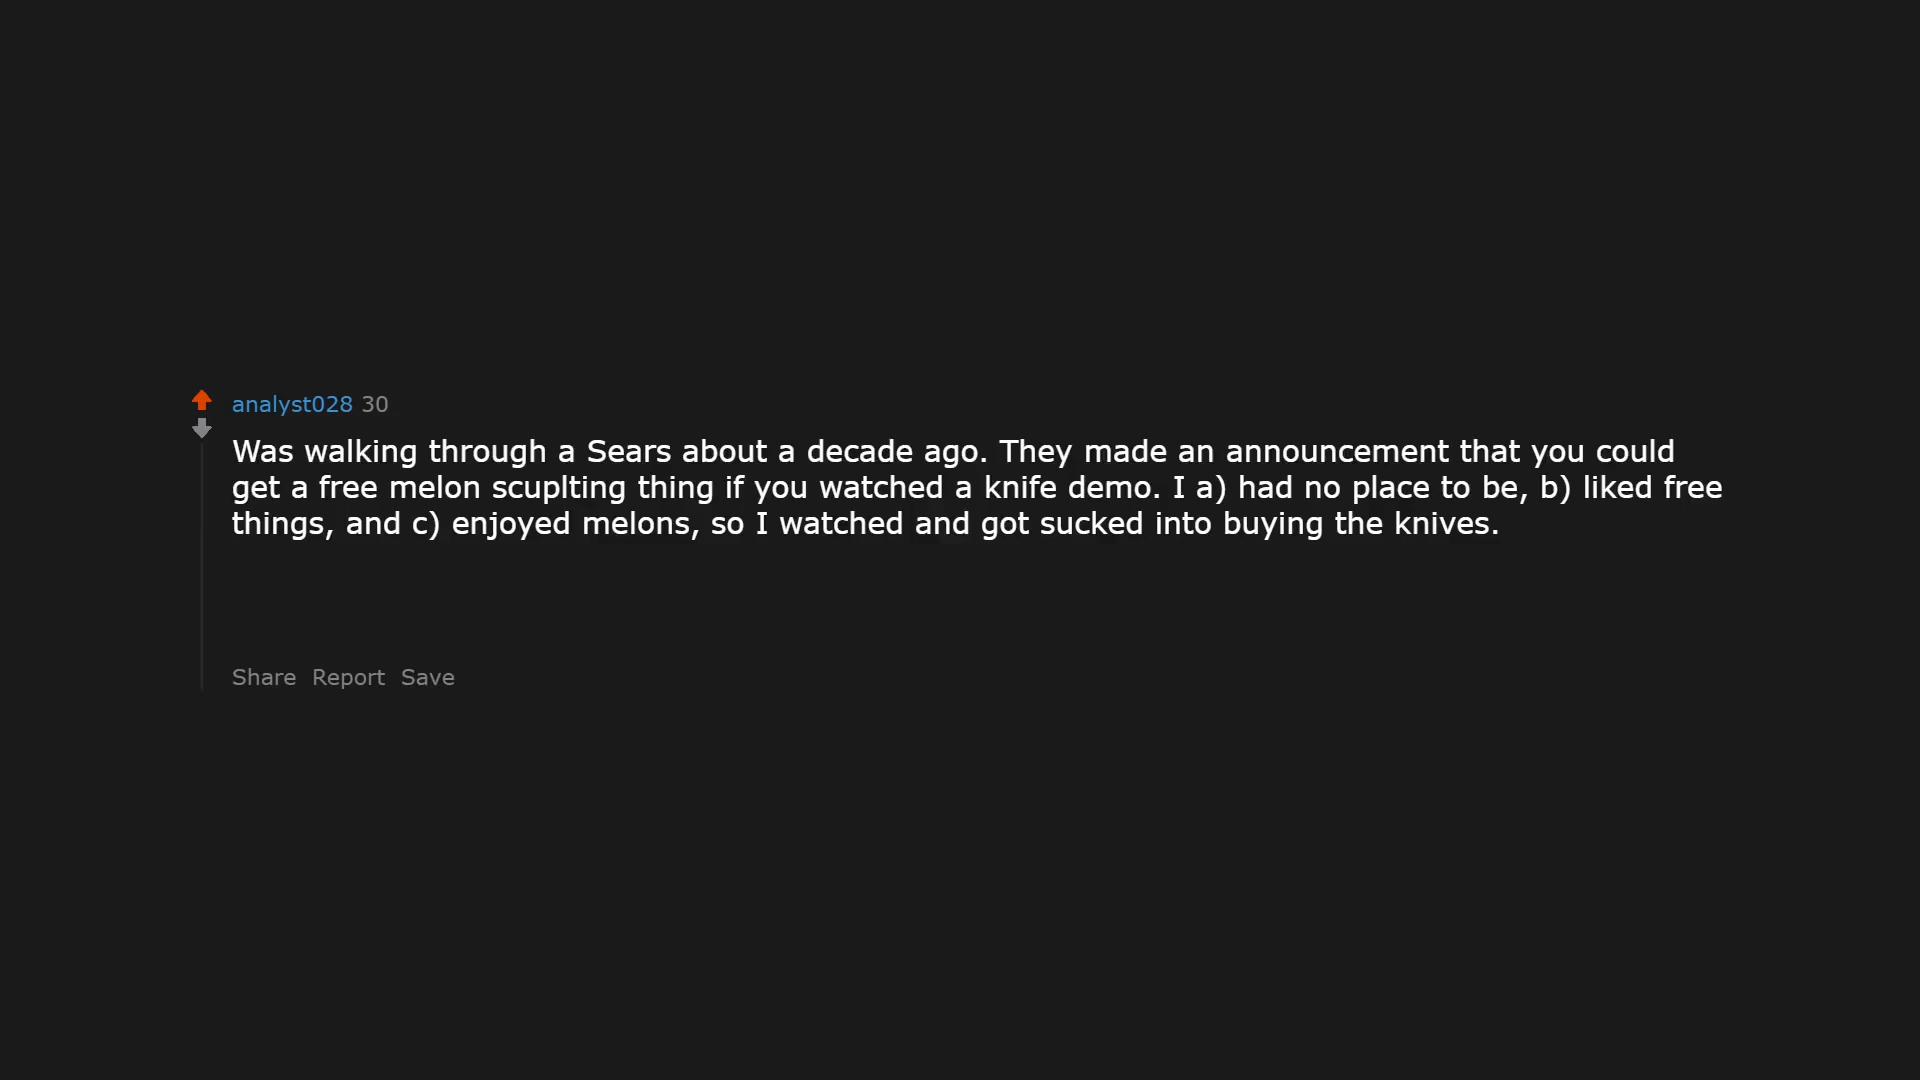 analyst028 30
Was walking through a Sears about a decade ago. They made an announcement that you could
get a free melon scuplting thing if you watched a knife demo. I a) had no place to be, b) liked free
things, and c) enjoyed melons, so I watched and got sucked into buying the knives.
Share Report Save